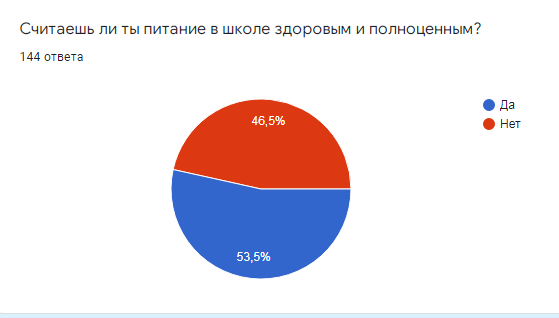 Считаешь ли ты питание в школе здоровым и полноценным?
144 ответа
Да
Нет
46,5%
53,5%